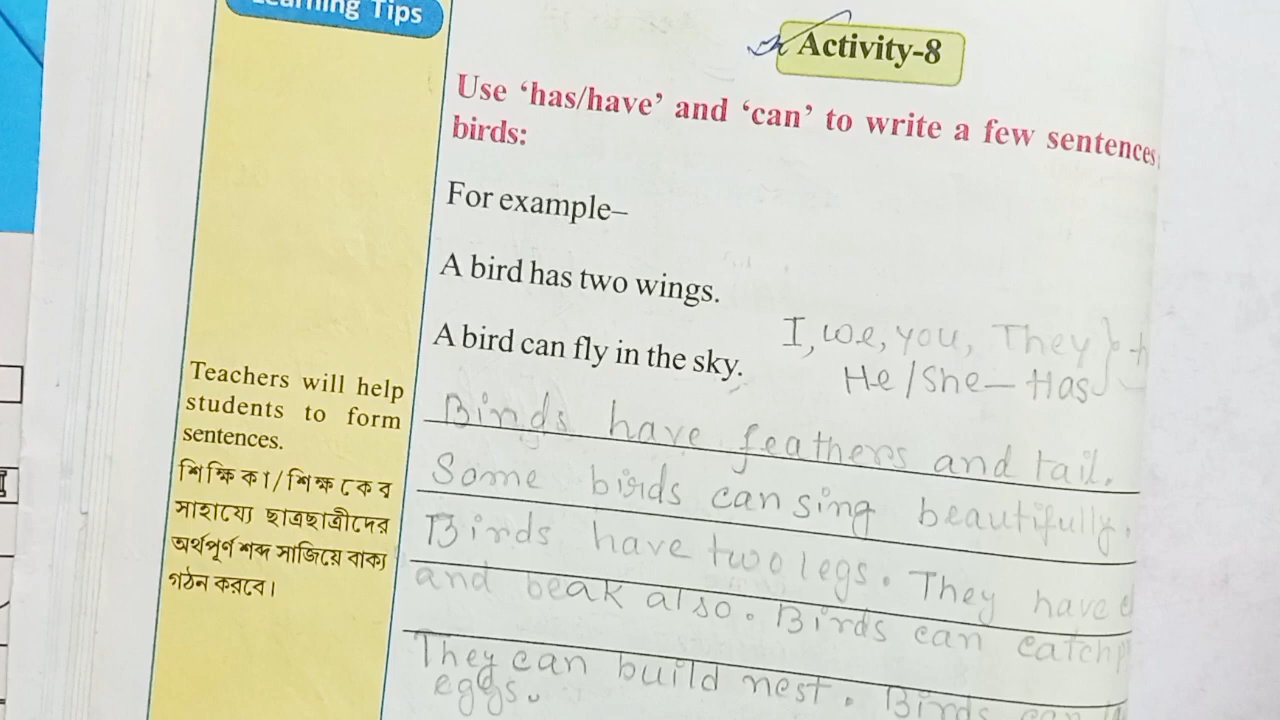 Learning Tips
Activity-8
Use ‘has/have’ and ‘can’ to write a few sentences
birds:
For example–
A bird has two wings.
A bird can fly in the sky.
I, we, you, They
He/She – Has
Birds have feathers and tail.
Some birds can sing beautifully.
Birds have two legs. They have
and beak also. Birds can catch
They can build nest. Birds can
eggs.
Teachers will help
students to form
sentences.
শিক্ষিকা/শিক্ষকের
সাহায্যে ছাত্রছাত্রীদের
অর্থপূর্ণ শব্দ সাজিয়ে বাক্য
গঠন করবে।